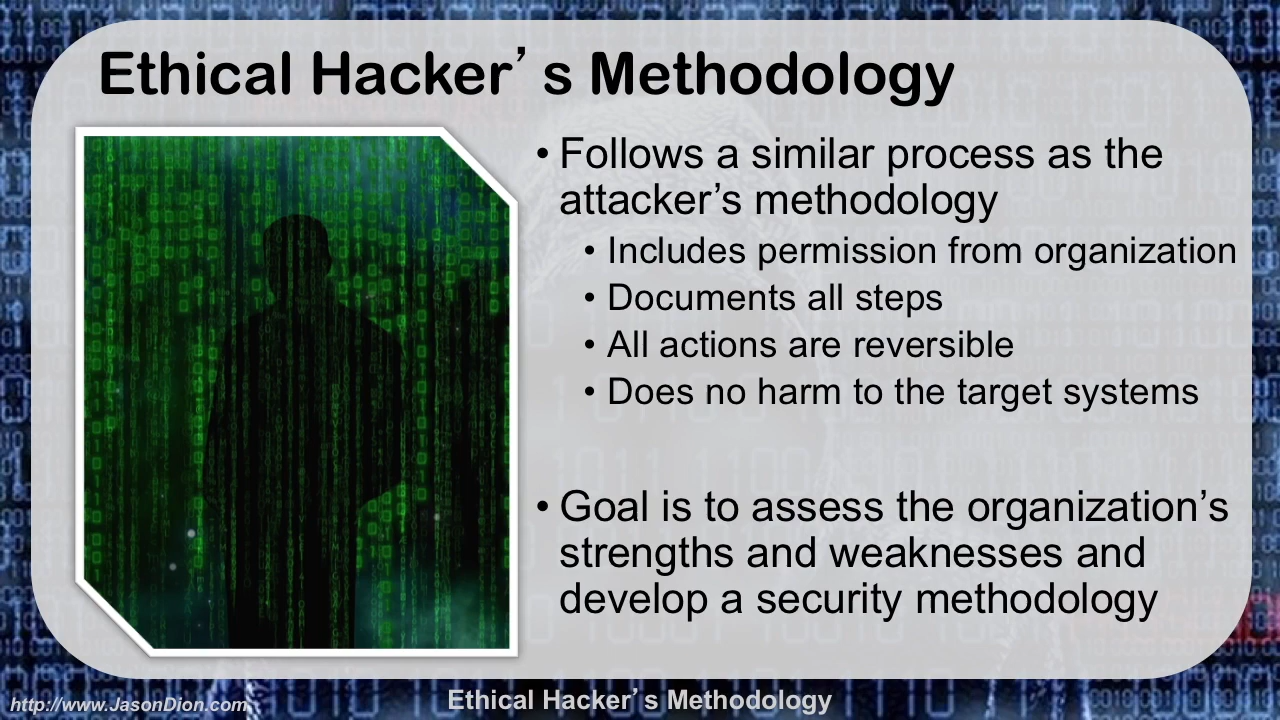 Ethical Hacker’s Methodology
• Follows a similar process as the
attacker’s methodology
• Includes permission from organization
• Documents all steps
• All actions are reversible
• Does no harm to the target systems
• Goal is to assess the organization’s
strengths and weaknesses and
develop a security methodology
http://www.JasonDion.com
Ethical Hacker’s Methodology